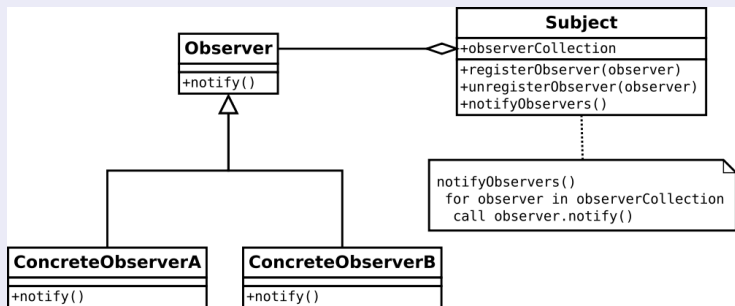 Subject
Observer
+observerCollection
+notify()
+registerObserver(observer)
+unregisterObserver(observer)
+notifyObservers()
notifyObservers()
for observer in observerCollection
call observer.notify()
ConcreteObserverA
ConcreteObserverB
+notify()
+notify()